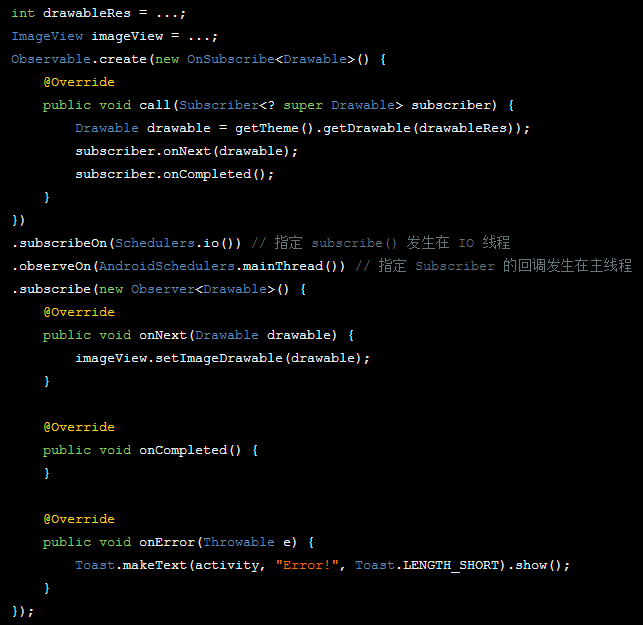 int drawableRes = ...;
ImageView imageView = ...;
Observable.create(new OnSubscribe<Drawable>() {
    @Override
    public void call(Subscriber<? super Drawable> subscriber) {
        Drawable drawable = getTheme().getDrawable(drawableRes));
        subscriber.onNext(drawable);
        subscriber.onCompleted();
    }
})
.subscribeOn(Schedulers.io()) // 指定 subscribe() 发生在 IO 线程
.observeOn(AndroidSchedulers.mainThread()) // 指定 Subscriber 的回调发生在主线程
.subscribe(new Observer<Drawable>() {
    @Override
    public void onNext(Drawable drawable) {
        imageView.setImageDrawable(drawable);
    }

    @Override
    public void onCompleted() {
    }

    @Override
    public void onError(Throwable e) {
        Toast.makeText(activity, "Error!", Toast.LENGTH_SHORT).show();
    }
});